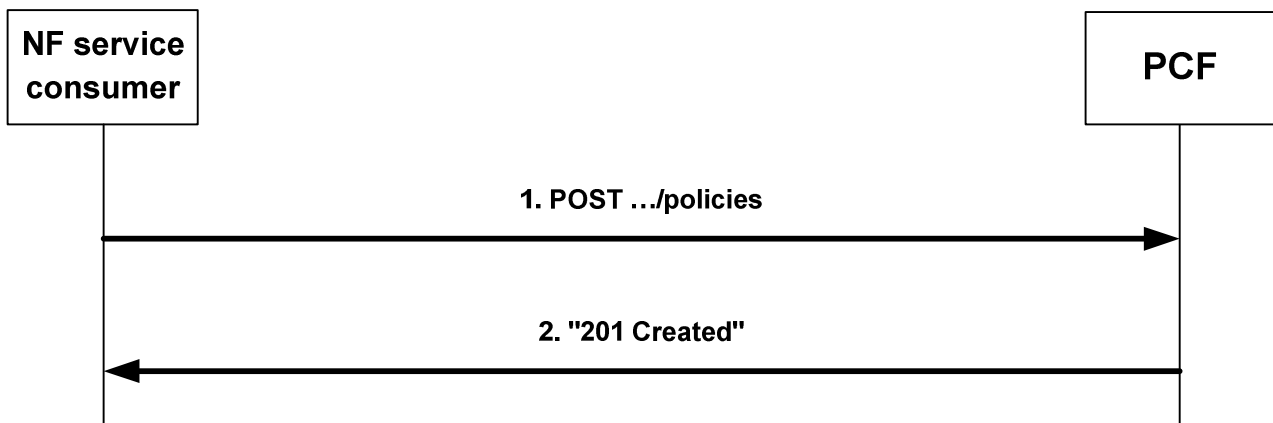 NF service
consumer
PCF
1. POST …/policies
2. "201 Created"